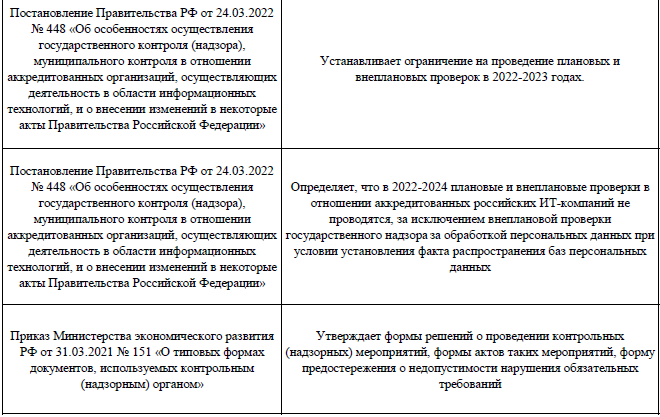 Постановление Правительства РФ от 24.03.2022
№ 448 «Об особенностях осуществления
государственного контроля (надзора),
муниципального контроля в отношении
аккредитованных организаций, осуществляющих
деятельность в области информационных
технологий, и о внесении изменений в некоторые
акты Правительства Российской Федерации»
Устанавливает ограничение на проведение плановых и
внеплановых проверок в 2022-2023 годах.
Постановление Правительства РФ от 24.03.2022
№ 448 «Об особенностях осуществления
государственного контроля (надзора),
муниципального контроля в отношении
аккредитованных организаций, осуществляющих
деятельность в области информационных
технологий, и о внесении изменений в некоторые
акты Правительства Российской Федерации»
Определяет, что в 2022-2024 плановые и внеплановые проверки в
отношении аккредитованных российских ИТ-компаний не
проводятся, за исключением внеплановой проверки
государственного надзора за обработкой персональных данных при
условии установления факта распространения баз персональных
данных
Приказ Министерства экономического развития
РФ от 31.03.2021 № 151 «О типовых формах
документов, используемых контрольным
(надзорным) органом»
Утверждает формы решений о проведении контрольных
(надзорных) мероприятий, формы актов таких мероприятий, форму
предостережения о недопустимости нарушения обязательных
требований